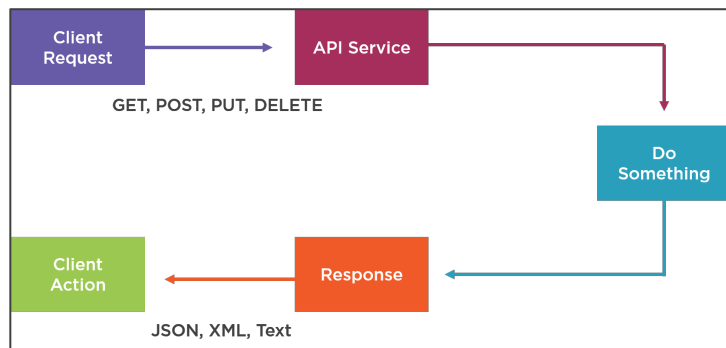 Client
Request
API Service
GET, POST, PUT, DELETE
Do
Something
Client
Action
Response
JSON, XML, Text